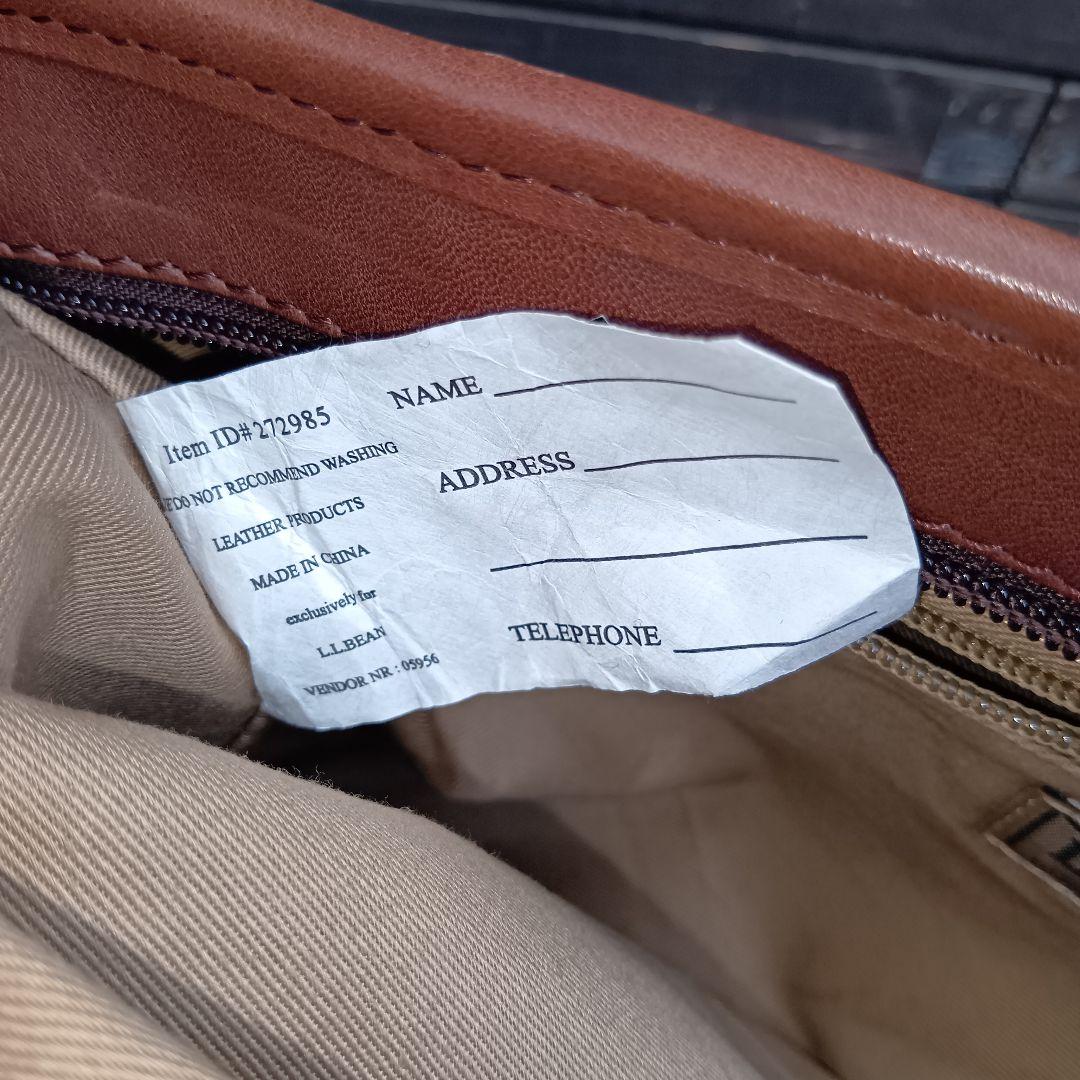 Item ID#272985
DO NOT RECOMMEND WASHING
LEATHER PRODUCTS
MADE IN CHINA
exclusively for
L.L.BEAN
VENDOR NR : 05956
NAME
ADDRESS
TELEPHONE